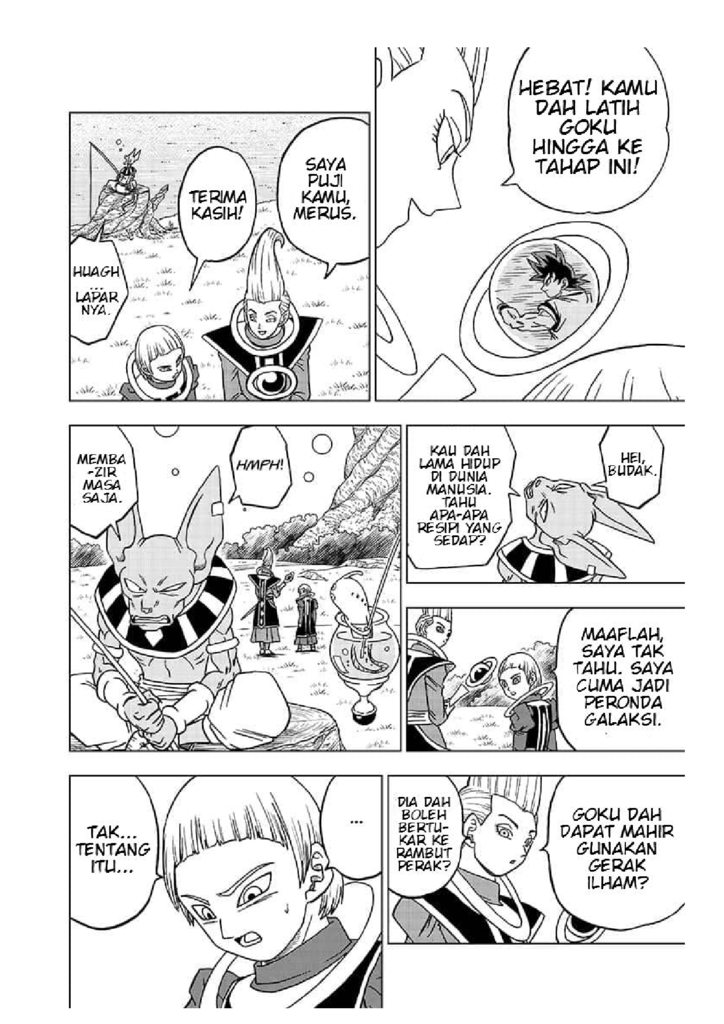 HEBAT! KAMU
DAH LATIH
GOKU
HINGGA KE
TAHAP INI!
SAYA
PUJI
KAMU,
MERUS.
TERIMA
KASIH!
HUAGH
...
LAPAR
NYA.
HEI,
BUDAK.
KAU DAH
LAMA HIDUP
DI DUNIA
MANUSIA.
TAHU
APA-APA
RESIPI YANG
SEDAP?
MAAFLAH,
SAYA TAK
TAHU. SAYA
CUMA JADI
PERONDA
GALAKSI.
HMPH!
MEMBA
-ZIR
MASA
SAJA.
GOKU DAH
DAPAT MAHIR
GUNAKAN
GERAK
ILHAM?
DIA DAH
BOLEH
BERTU-
KAR KE
RAMBUT
PERAK?
...
TAK...
TENTANG
ITU...